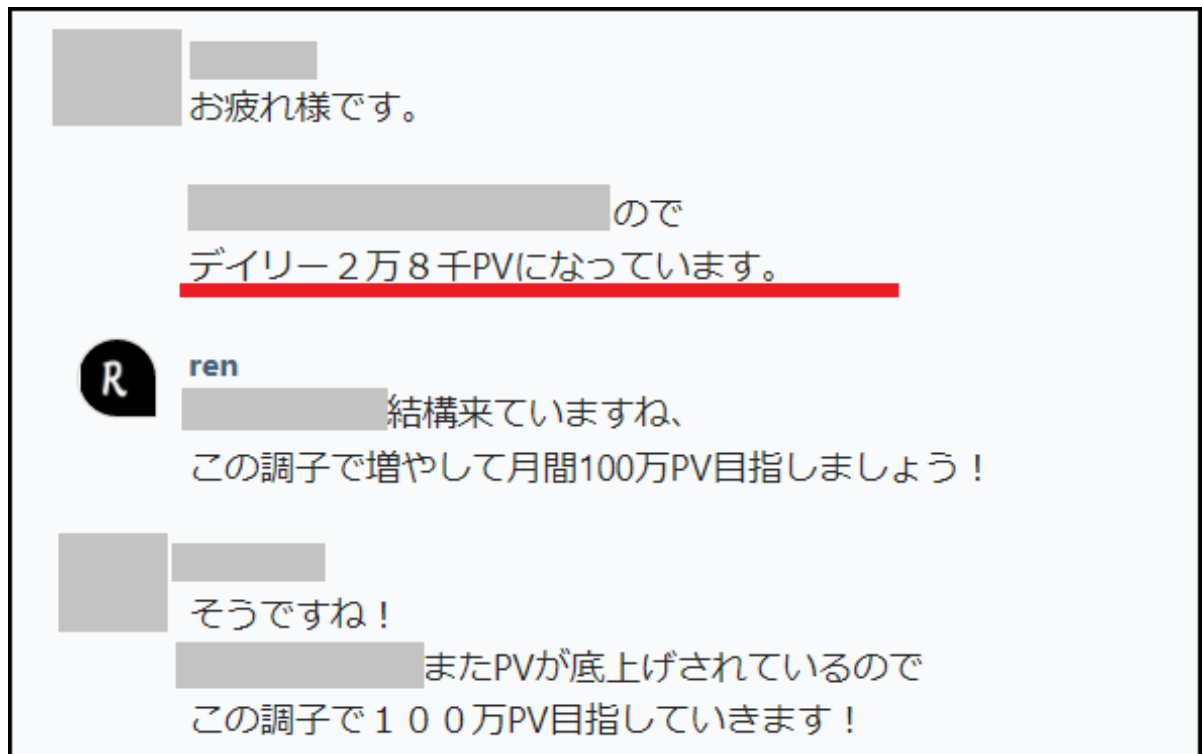 お疲れ様です。
ので
デイリー２万８千PVになっています。
R
ren
結構来ていますね、
この調子で増やして月間100万PV目指しましょう！
そうですね！
またPVが底上げされているので
この調子で１００万PV目指していきます！